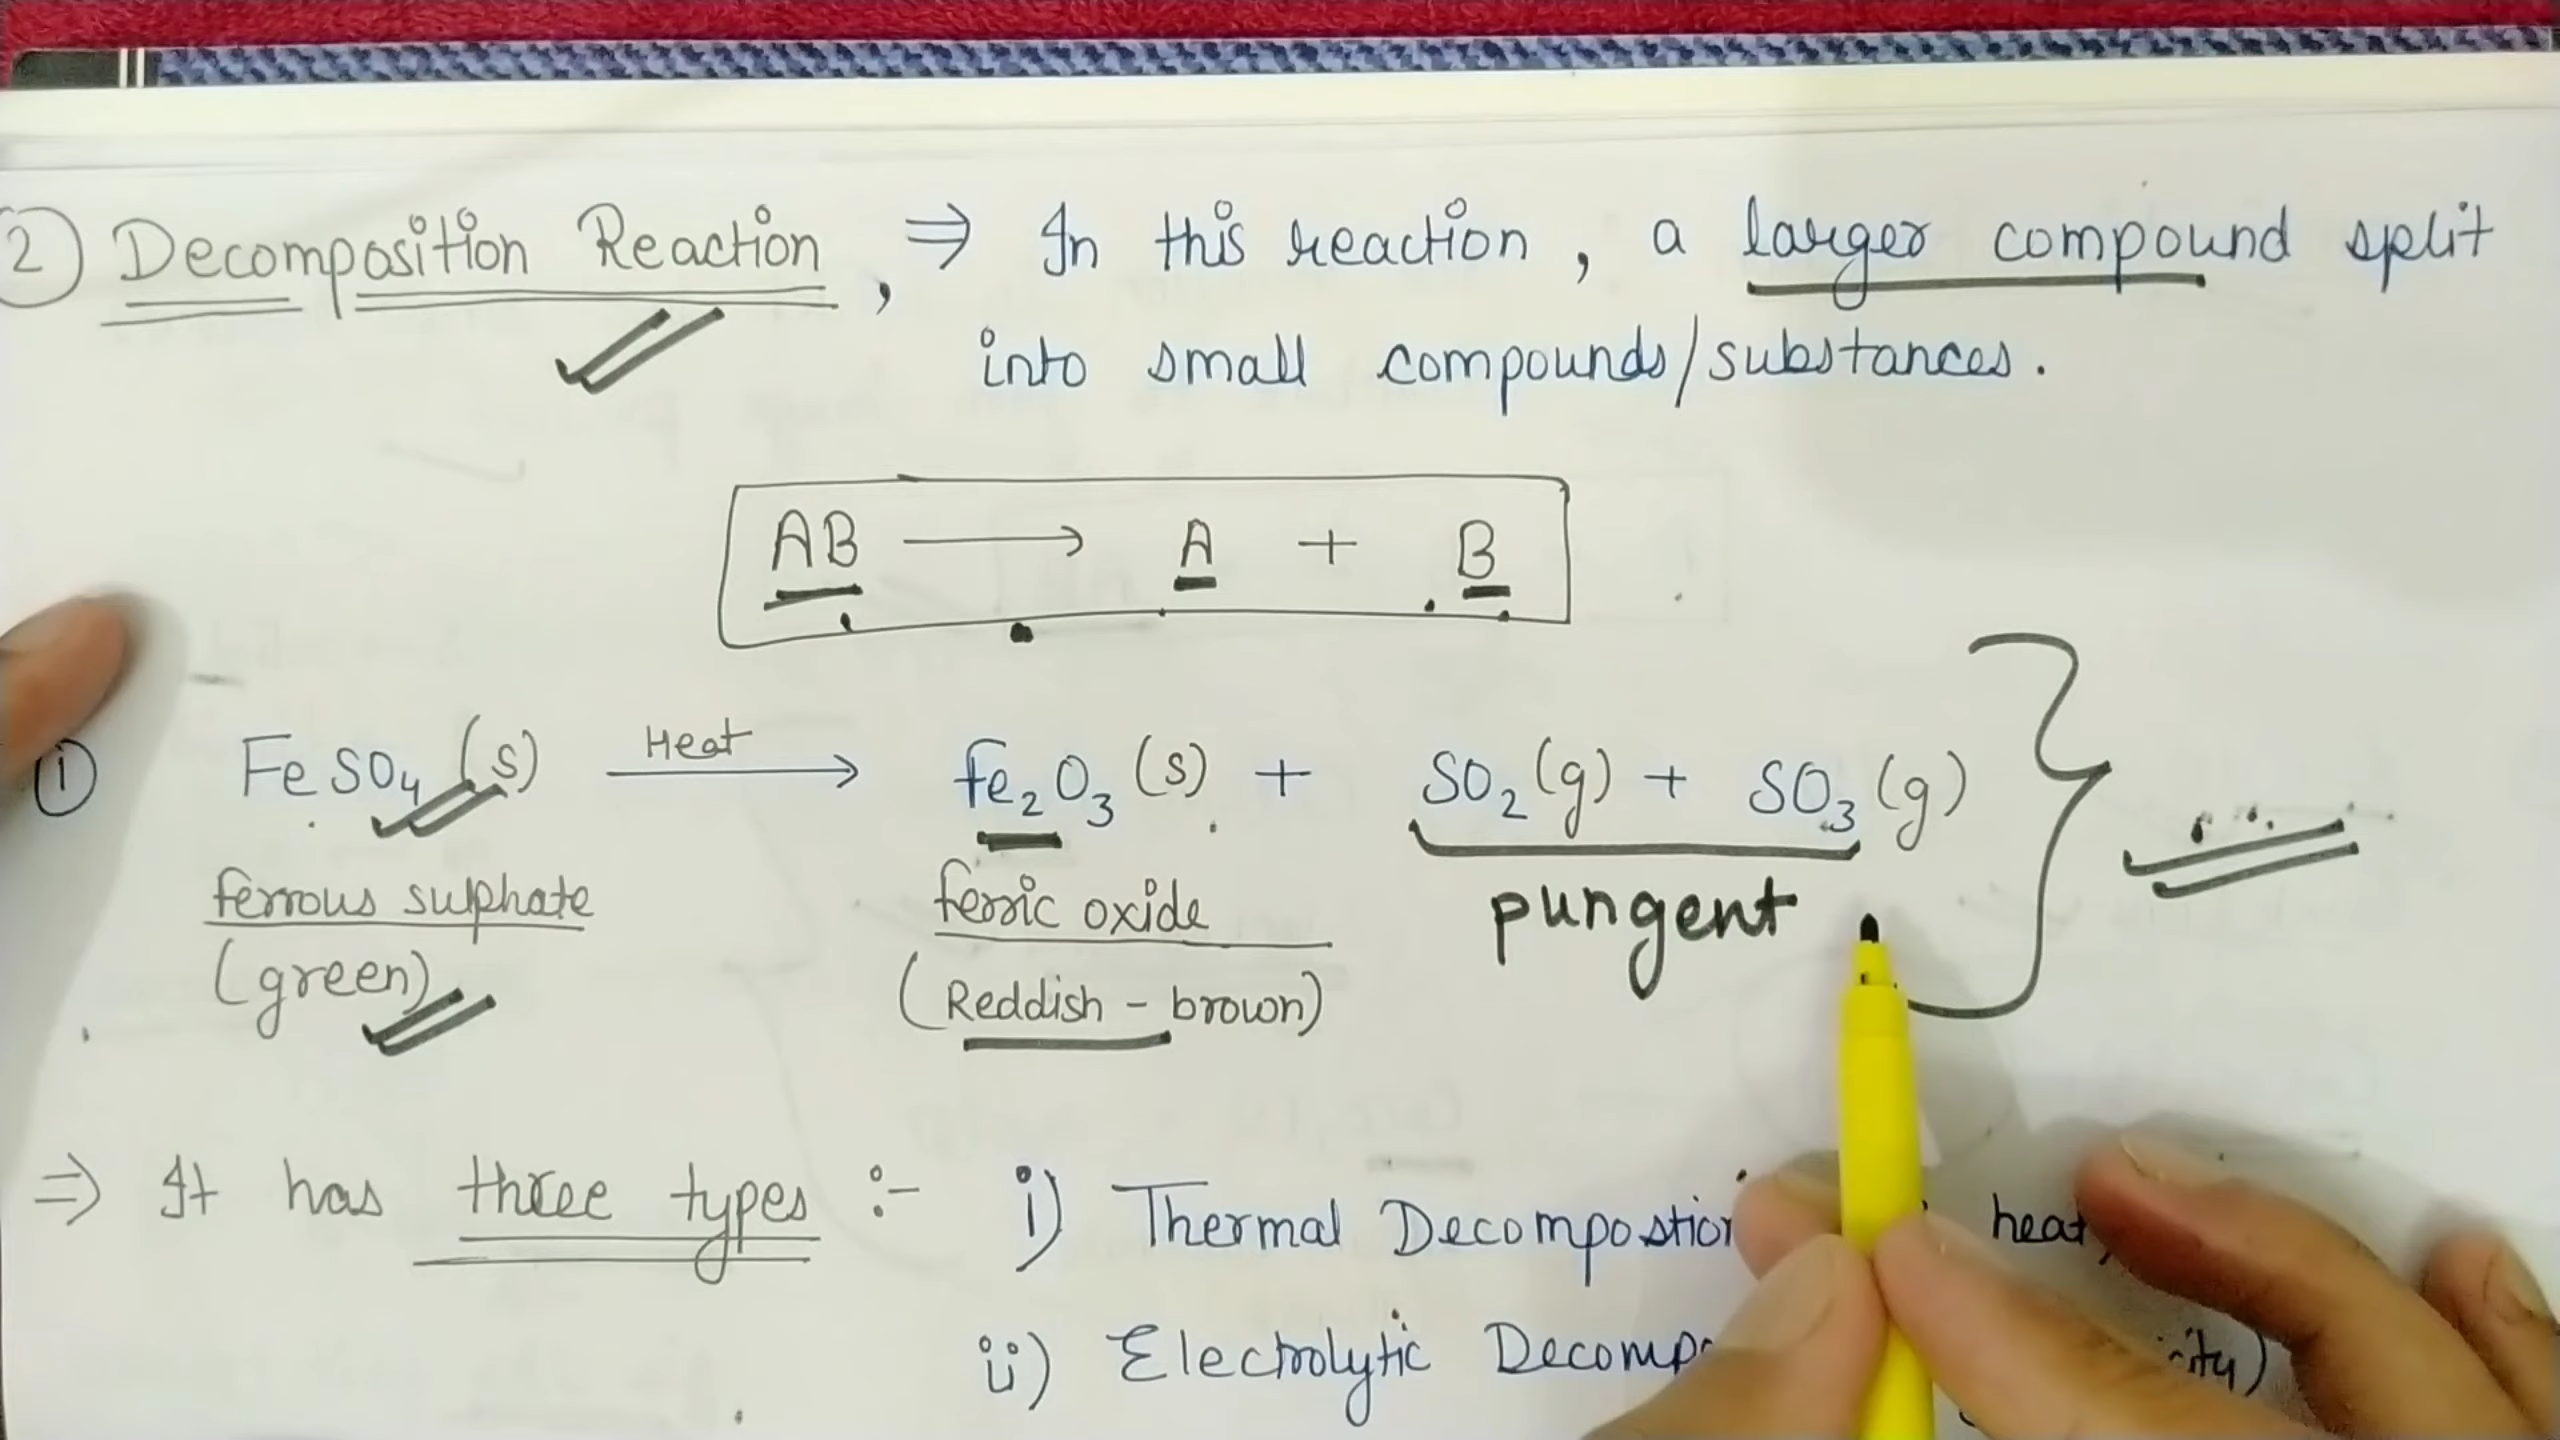 2 Decomposition Reaction, ⇒ In this reaction, a larger compound split
into small compounds/substances.
AB ⟶ A + B
1 FeSO₄ (s) Heat ⟶ Fe₂O₃ (s) + SO₂ (g) + SO₃ (g)
ferrous sulphate ferric oxide pungent
(green) (Reddish - brown)
⇒ It has three types :- i) Thermal Decompostion heat
ii) Electrolytic